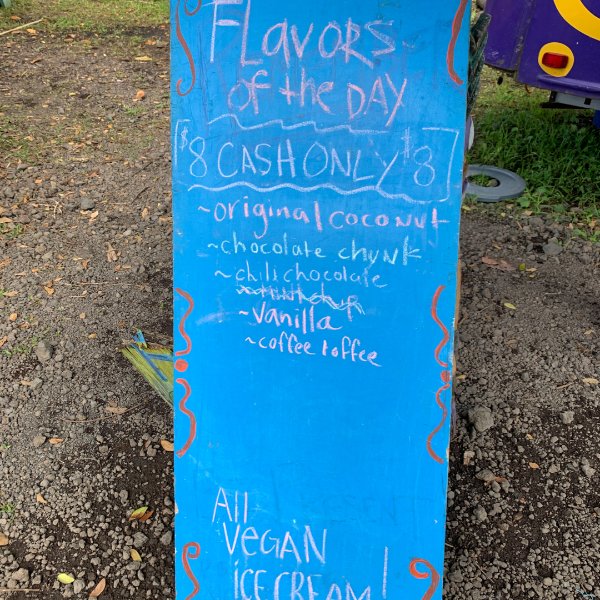 FLavoRS
of the DAY
$8 CASH ONLY $8
~original coconut
~chocolate chunk
~chili chocolate
~vanilla
~coffee toffee
All
VEGAN
ICE CREAM!